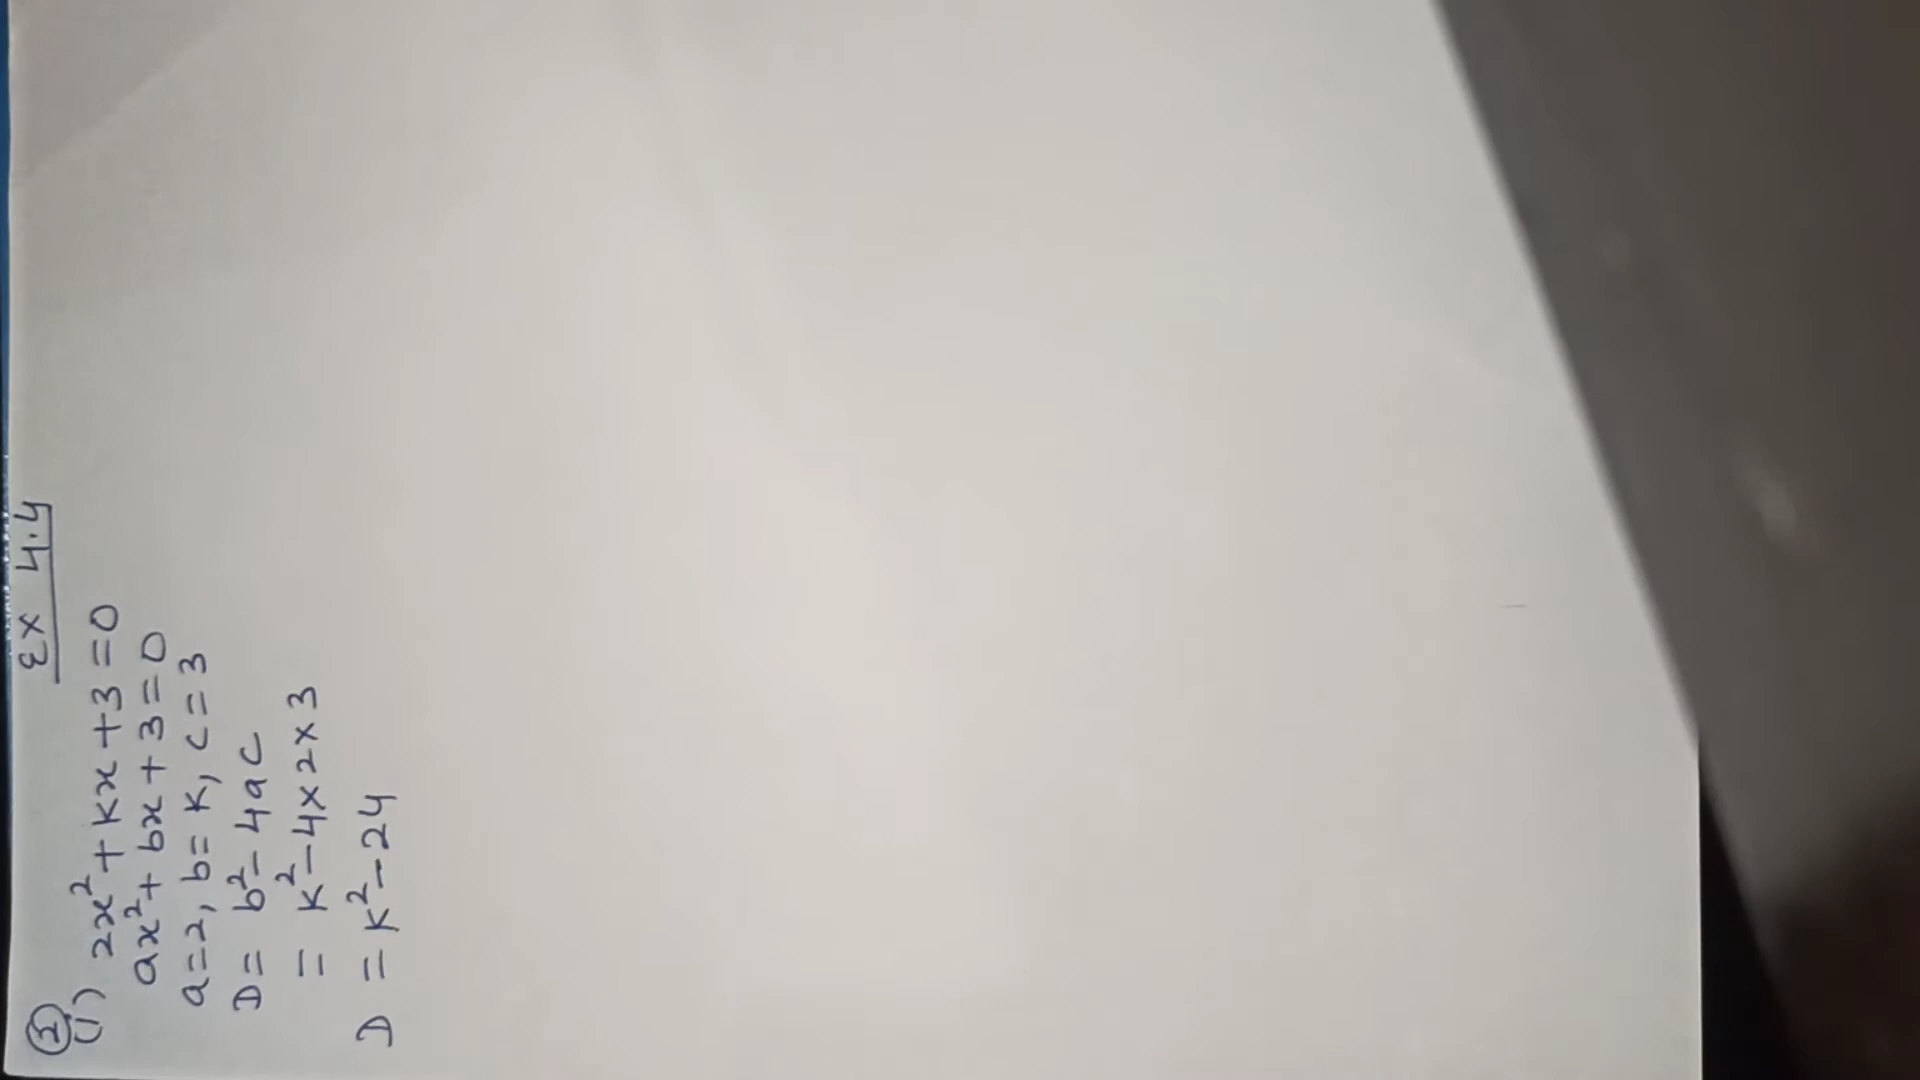 Ex 4.4
②
(i) 2x² + kx + 3 = 0
ax² + bx + 3 = 0
a = 2, b = k, c = 3
D = b² - 4ac
= k² - 4 x 2 x 3
D = k² - 24